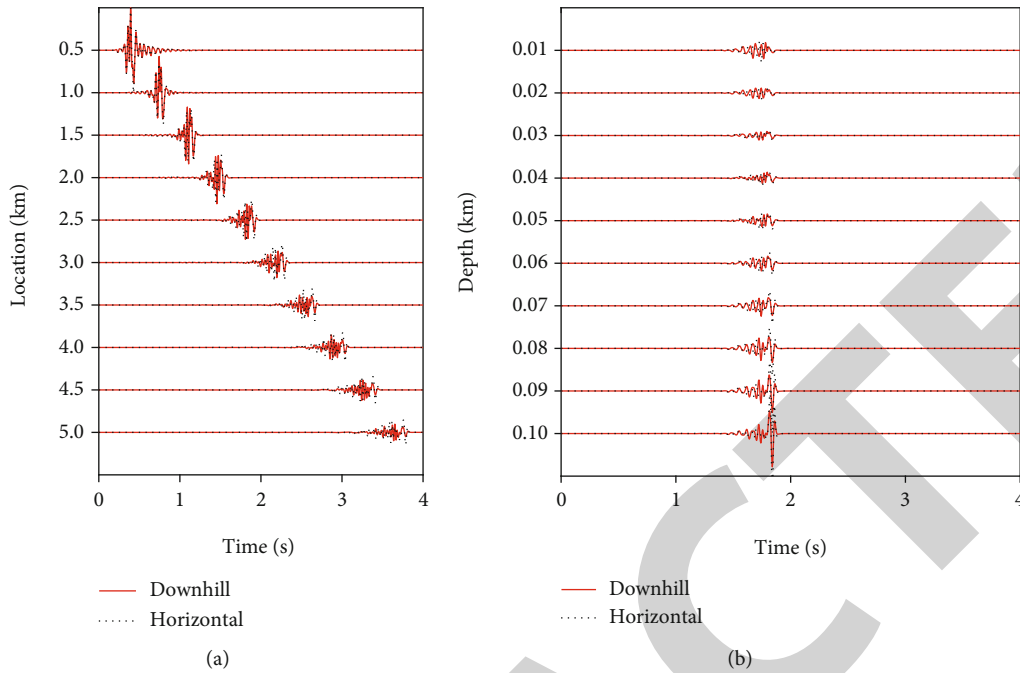 0.5
1.0
1.5
2.0
2.5
3.0
3.5
4.0
4.5
5.0
Location (km)
0 1 2 3 4
Time (s)
Downhill
Horizontal
(a)
0.01
0.02
0.03
0.04
0.05
0.06
0.07
0.08
0.09
0.10
Depth (km)
0 1 2 3 4
Time (s)
Downhill
Horizontal
(b)